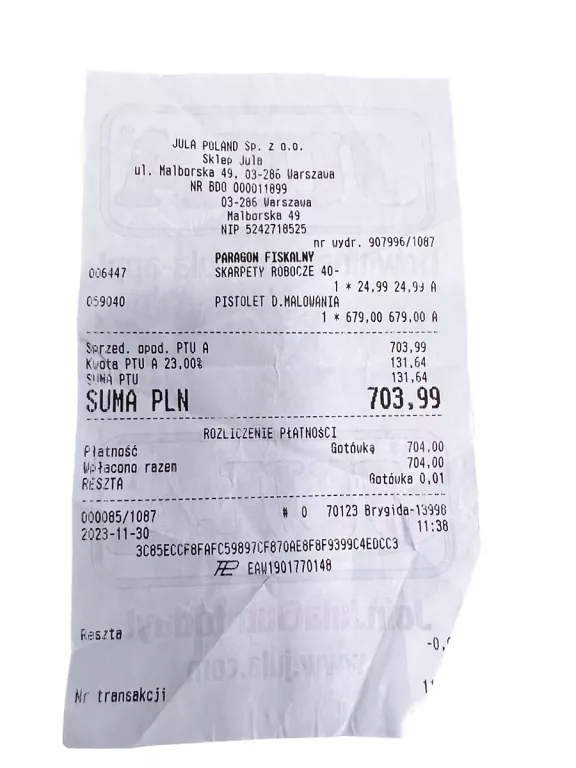 JULA POLAND Sp. z o.o.
Sklep Jula
ul. Malborska 49, 03-286 Warszawa
NR BDO 000011899
03-286 Warszawa
Malborska 49
NIP 5242718525
nr wydr. 907996/1087
PARAGON FISKALNY
006447 SKARPETY ROBOCZE 40-
1 * 24,99 24,99 A
059040 PISTOLET D.MALOWANIA
1 * 679,00 679,00 A
Sprzed. opod. PTU A 703,99
Kwota PTU A 23,00% 131,64
SUMA PTU 131,64
SUMA PLN 703,99
ROZLICZENIE PŁATNOŚCI
Płatność Gotówka 704,00
Wpłacono razem 704,00
RESZTA Gotówka 0,01
000085/1087 # 0 70123 Brygida-13998
2023-11-30 11:38
3C85ECCF8FAFC59897CF870AE8F8F9399C4EDCC3
EAW1901770148
Reszta -0,
Nr transakcji